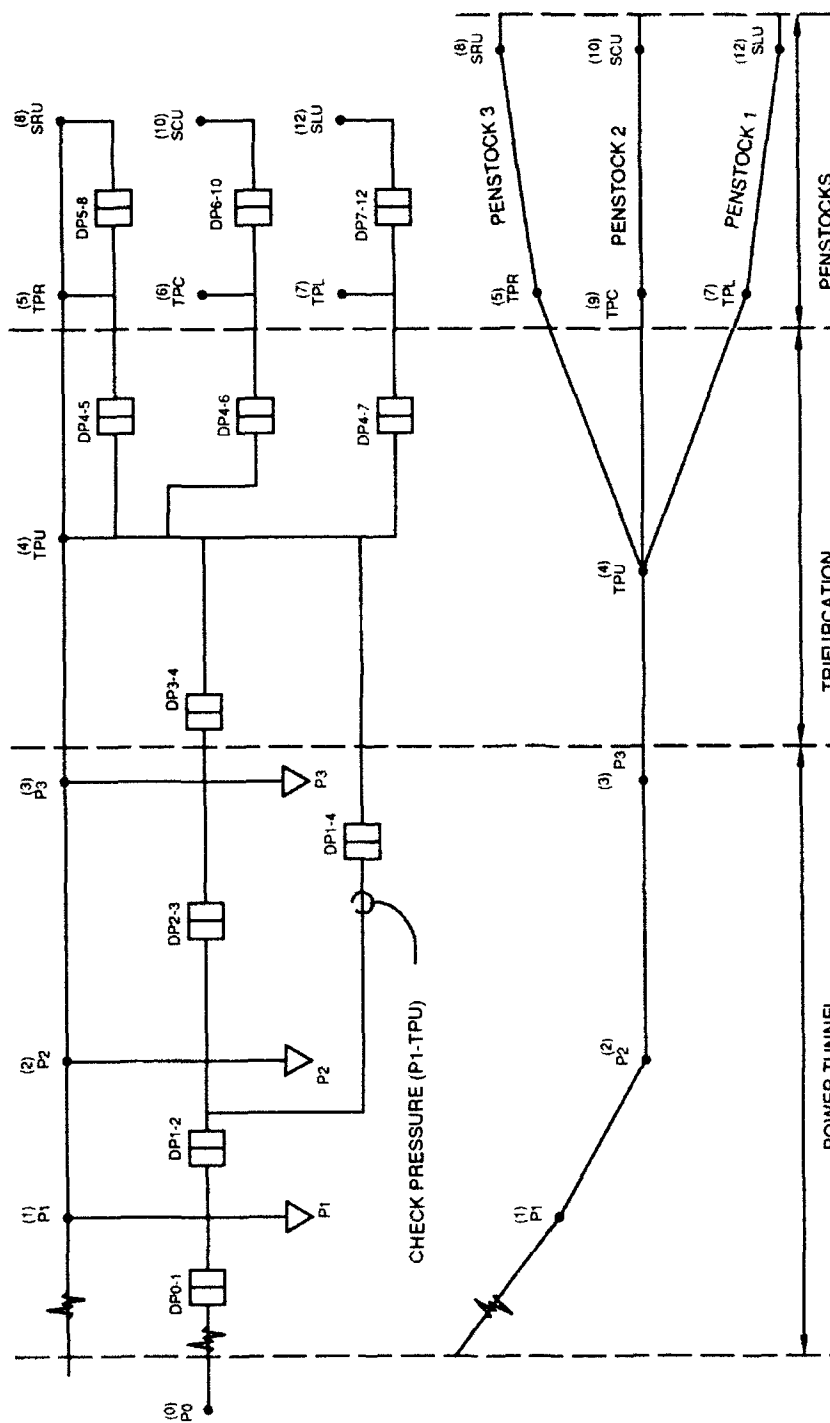 (8)
SRU
(10)
SCU
(12)
SLU
DP5-8
DP6-10
DP7-12
(5)
TPR
(6)
TPC
(7)
TPL
DP4-5
DP4-6
DP4-7
(4)
TPU
DP3-4
(3)
P3
P3
DP1-4
DP2-3
CHECK PRESSURE (P1-TPU)
(2)
P2
P2
DP1-2
(1)
P1
P1
DP0-1
(0)
P0
(8)
SRU
(10)
SCU
(12)
SLU
PENSTOCK 3
PENSTOCK 2
PENSTOCK 1
(5)
TPR
(9)
TPC
(7)
TPL
(4)
TPU
P3
(3)
(2)
P2
(1)
P1
PENSTOCKS
TRIFURCATION
POWER TUNNEL